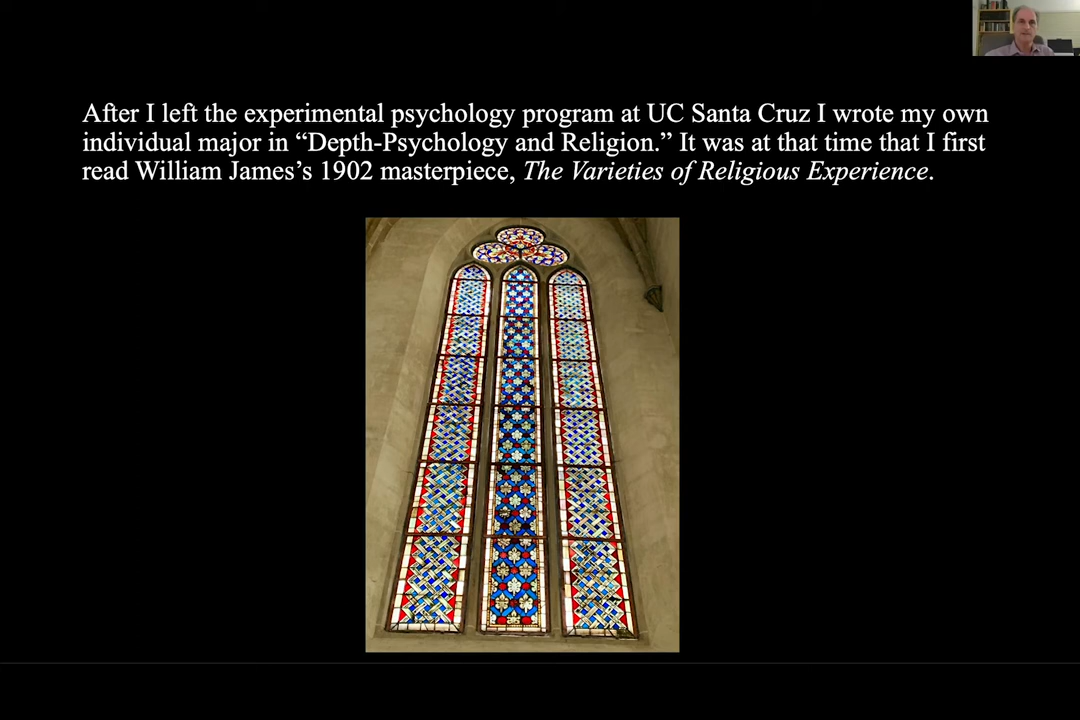 After I left the experimental psychology program at UC Santa Cruz I wrote my own
individual major in “Depth-Psychology and Religion.” It was at that time that I first
read William James’s 1902 masterpiece, The Varieties of Religious Experience.